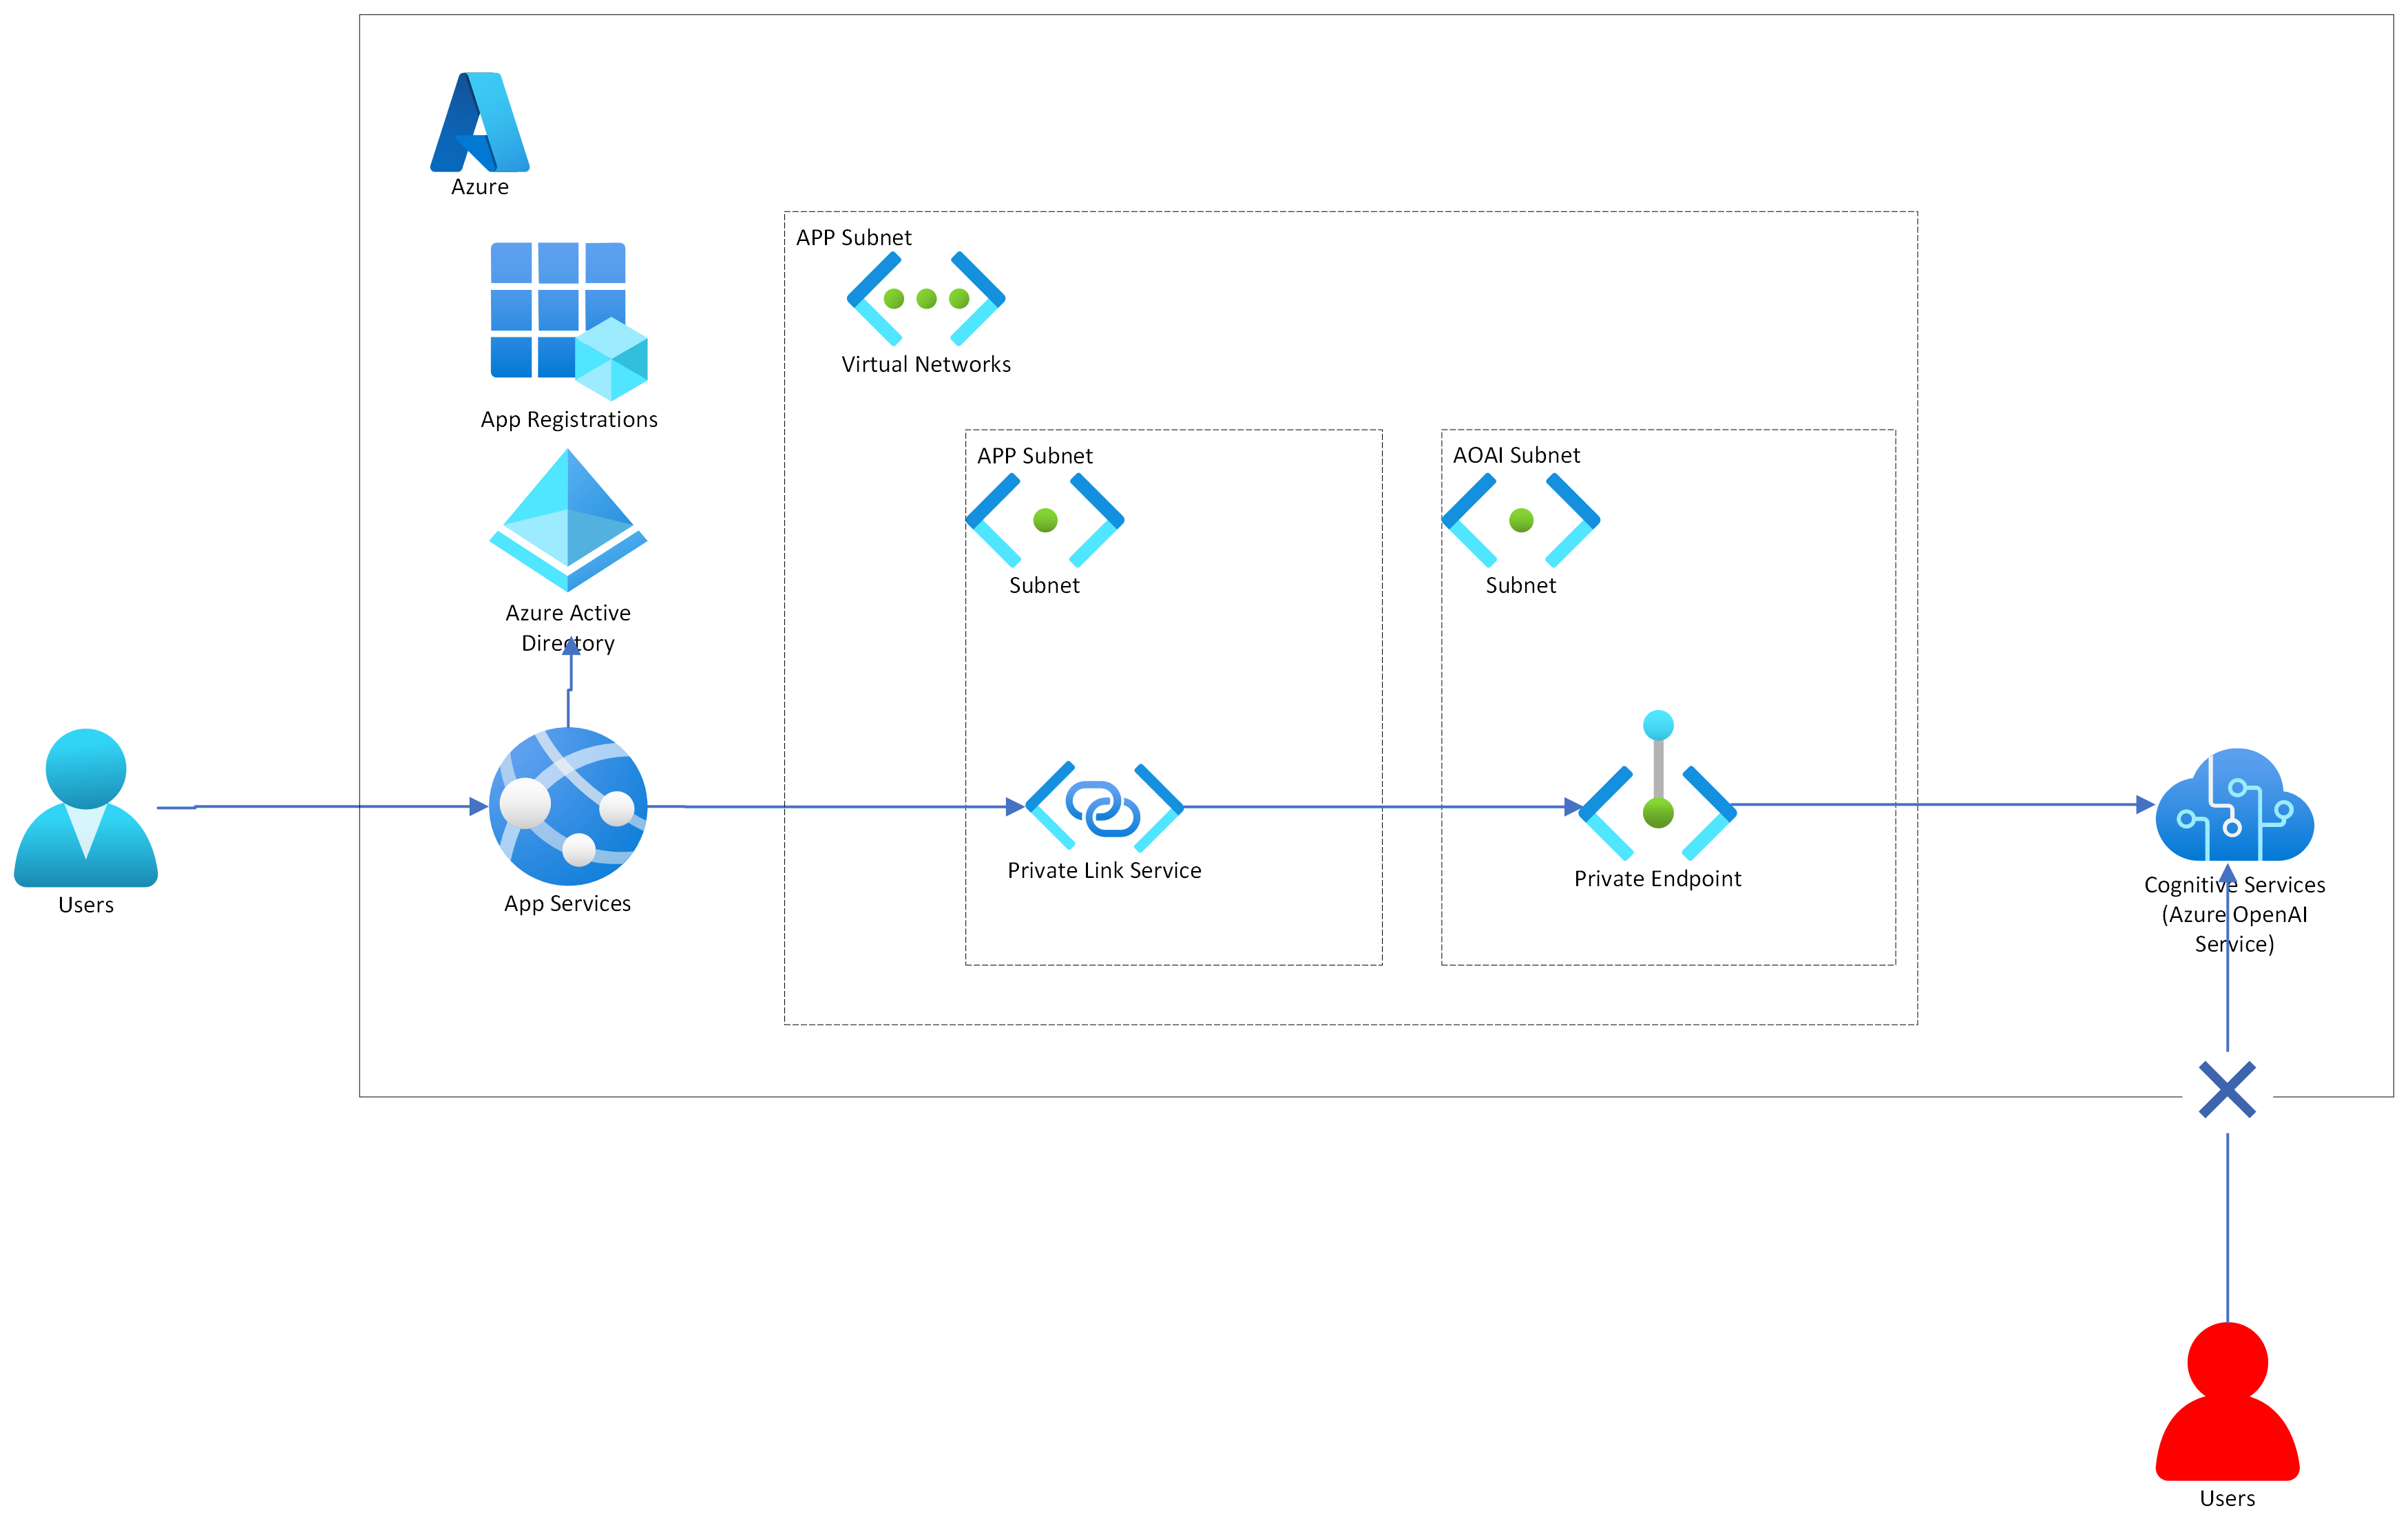 Azure
App Registrations
Azure Active
Directory
APP Subnet
Virtual Networks
APP Subnet
Subnet
AOAI Subnet
Subnet
Users
App Services
Private Link Service
Private Endpoint
Cognitive Services
(Azure OpenAI
Service)
Users